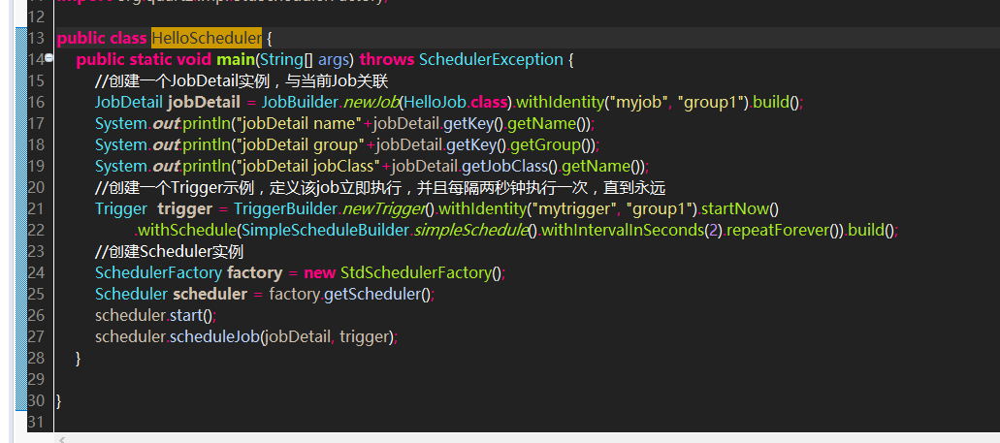 import org.quartz.impl.StdSchedulerFactory;
12
13 public class HelloScheduler {
14 public static void main(String[] args) throws SchedulerException {
15 //创建一个JobDetail实例，与当前Job关联
16 JobDetail jobDetail = JobBuilder.newJob(HelloJob.class).withIdentity("myjob", "group1").build();
17 System.out.println("jobDetail name"+jobDetail.getKey().getName());
18 System.out.println("jobDetail group"+jobDetail.getKey().getGroup());
19 System.out.println("jobDetail jobClass"+jobDetail.getJobClass().getName());
20 //创建一个Trigger示例，定义该job立即执行，并且每隔两秒钟执行一次，直到永远
21 Trigger trigger = TriggerBuilder.newTrigger().withIdentity("mytrigger", "group1").startNow()
22 .withSchedule(SimpleScheduleBuilder.simpleSchedule().withIntervalInSeconds(2).repeatForever()).build();
23 //创建Scheduler实例
24 SchedulerFactory factory = new StdSchedulerFactory();
25 Scheduler scheduler = factory.getScheduler();
26 scheduler.start();
27 scheduler.scheduleJob(jobDetail, trigger);
28 }
29
30 }
31